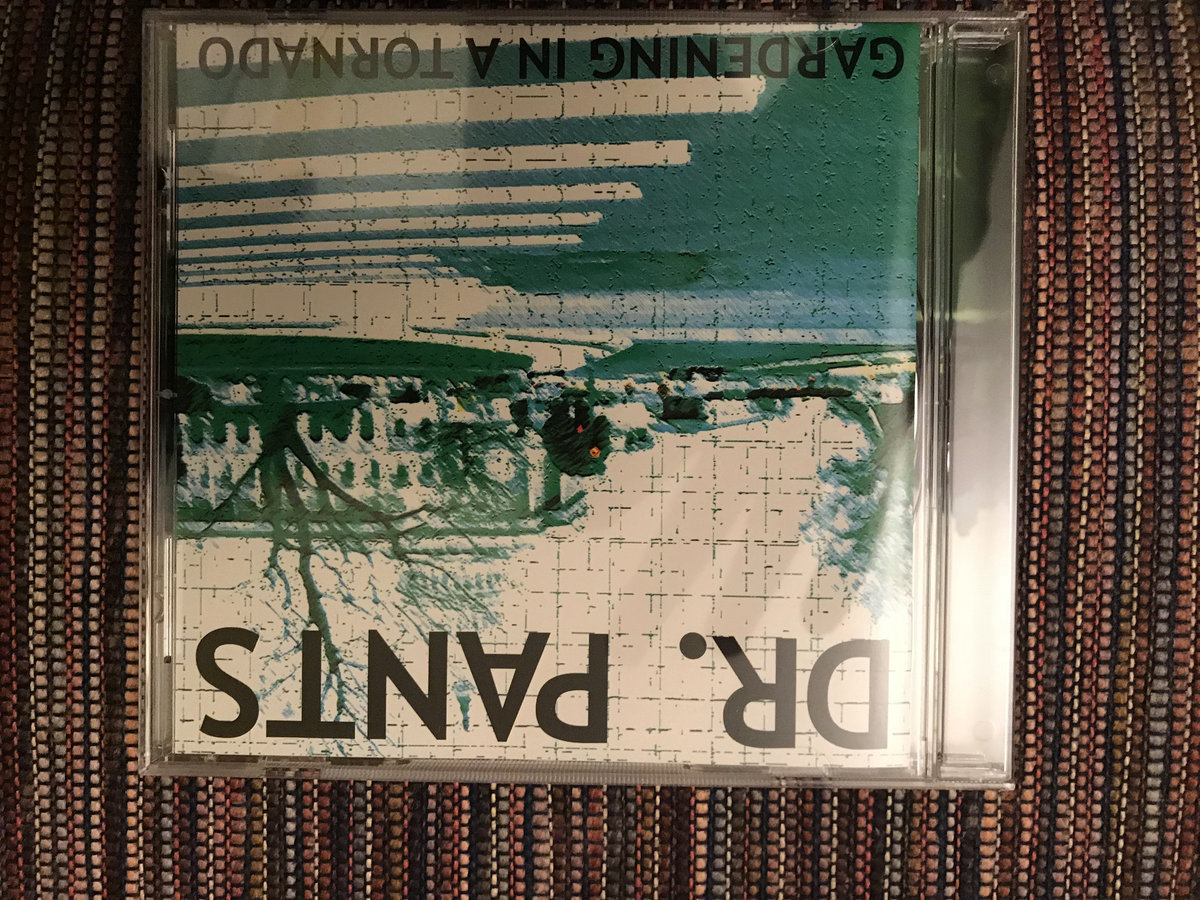 DR. PANTS
GARDENING IN A TORNADO